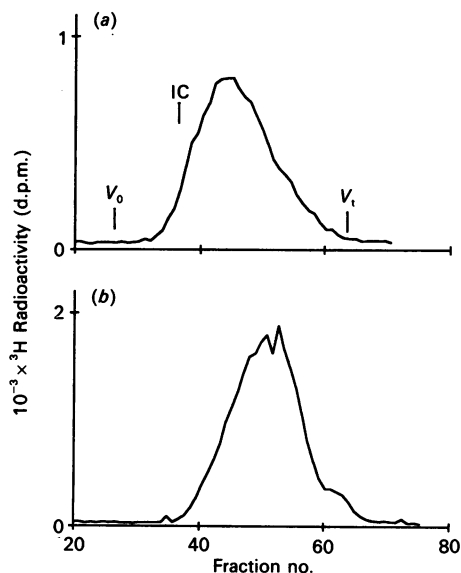 (a)
1
IC
V₀
Vₜ
0
(b)
2
0
10⁻³ × ³H Radioactivity (d.p.m.)
20 40 60 80
Fraction no.